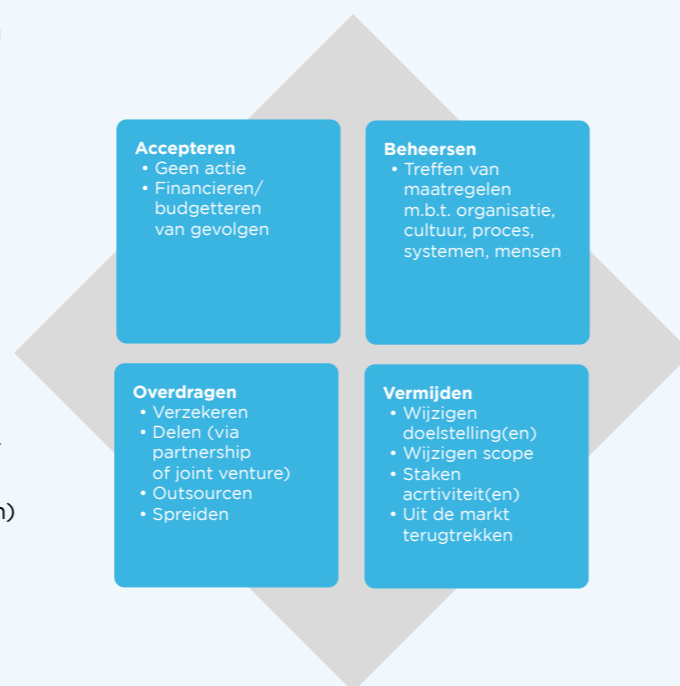 Accepteren
• Geen actie
• Financieren/
budgetteren
van gevolgen
Beheersen
• Treffen van
maatregelen
m.b.t. organisatie,
cultuur, proces,
systemen, mensen
Overdragen
• Verzekeren
• Delen (via
partnership
of joint venture)
• Outsourcen
• Spreiden
Vermijden
• Wijzigen
doelstelling(en)
• Wijzigen scope
• Staken
acrtiviteit(en)
• Uit de markt
terugtrekken